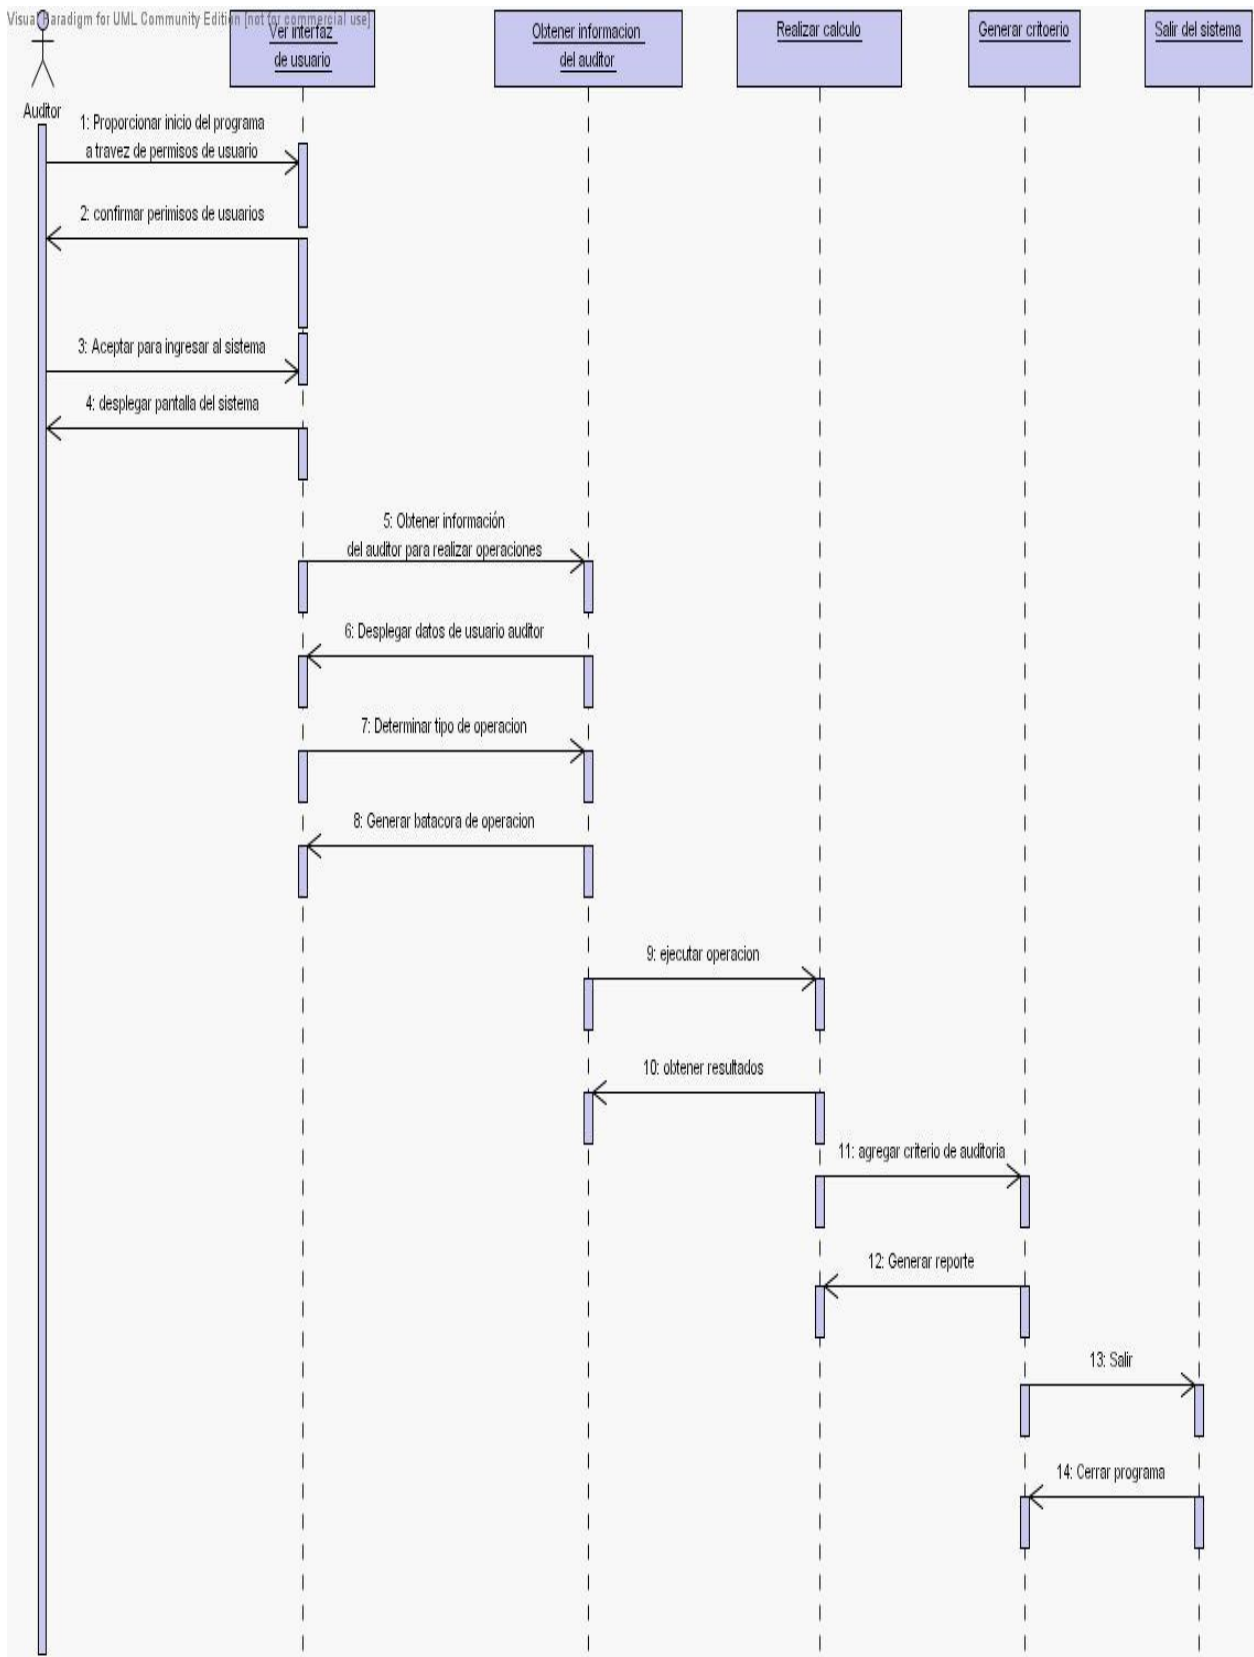 Visual Paradigm for UML Community Edition [not for commercial use]
Auditor
Ver interfaz
de usuario
Obtener informacion
del auditor
Realizar calculo
Generar critoerio
Salir del sistema
1: Proporcionar inicio del programa
a travez de permisos de usuario
2: confirmar perimisos de usuarios
3: Aceptar para ingresar al sistema
4: desplegar pantalla del sistema
5: Obtener información
del auditor para realizar operaciones
6: Desplegar datos de usuario auditor
7: Determinar tipo de operacion
8: Generar batacora de operacion
9: ejecutar operacion
10: obtener resultados
11: agregar criterio de auditoria
12: Generar reporte
13: Salir
14: Cerrar programa